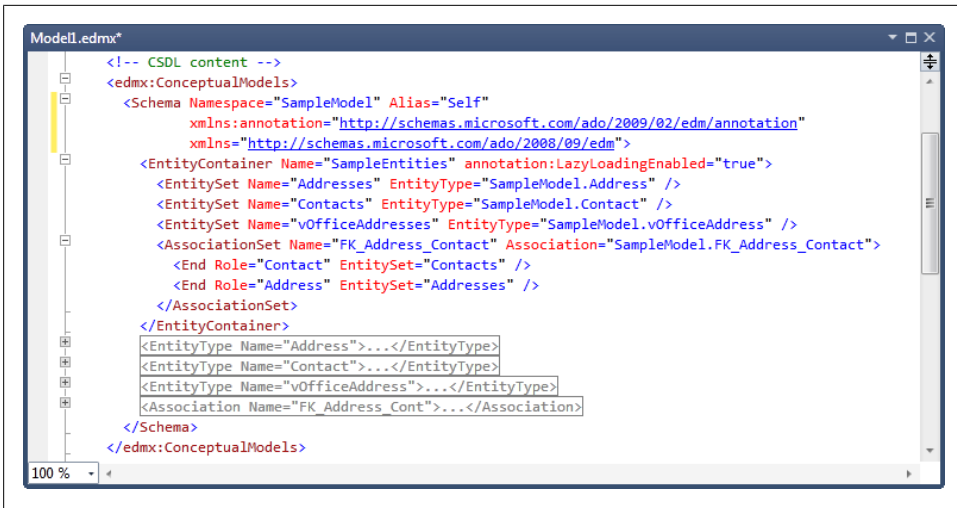 Model1.edmx*
<!-- CSDL content -->
<edmx:ConceptualModels>
<Schema Namespace="SampleModel" Alias="Self"
xmlns:annotation="http://schemas.microsoft.com/ado/2009/02/edm/annotation"
xmlns="http://schemas.microsoft.com/ado/2008/09/edm">
<EntityContainer Name="SampleEntities" annotation:LazyLoadingEnabled="true">
<EntitySet Name="Addresses" EntityType="SampleModel.Address" />
<EntitySet Name="Contacts" EntityType="SampleModel.Contact" />
<EntitySet Name="vOfficeAddresses" EntityType="SampleModel.vOfficeAddress" />
<AssociationSet Name="FK_Address_Contact" Association="SampleModel.FK_Address_Contact">
<End Role="Contact" EntitySet="Contacts" />
<End Role="Address" EntitySet="Addresses" />
</AssociationSet>
</EntityContainer>
<EntityType Name="Address">...</EntityType>
<EntityType Name="Contact">...</EntityType>
<EntityType Name="vOfficeAddress">...</EntityType>
<Association Name="FK_Address_Cont">...</Association>
</Schema>
</edmx:ConceptualModels>
100 %